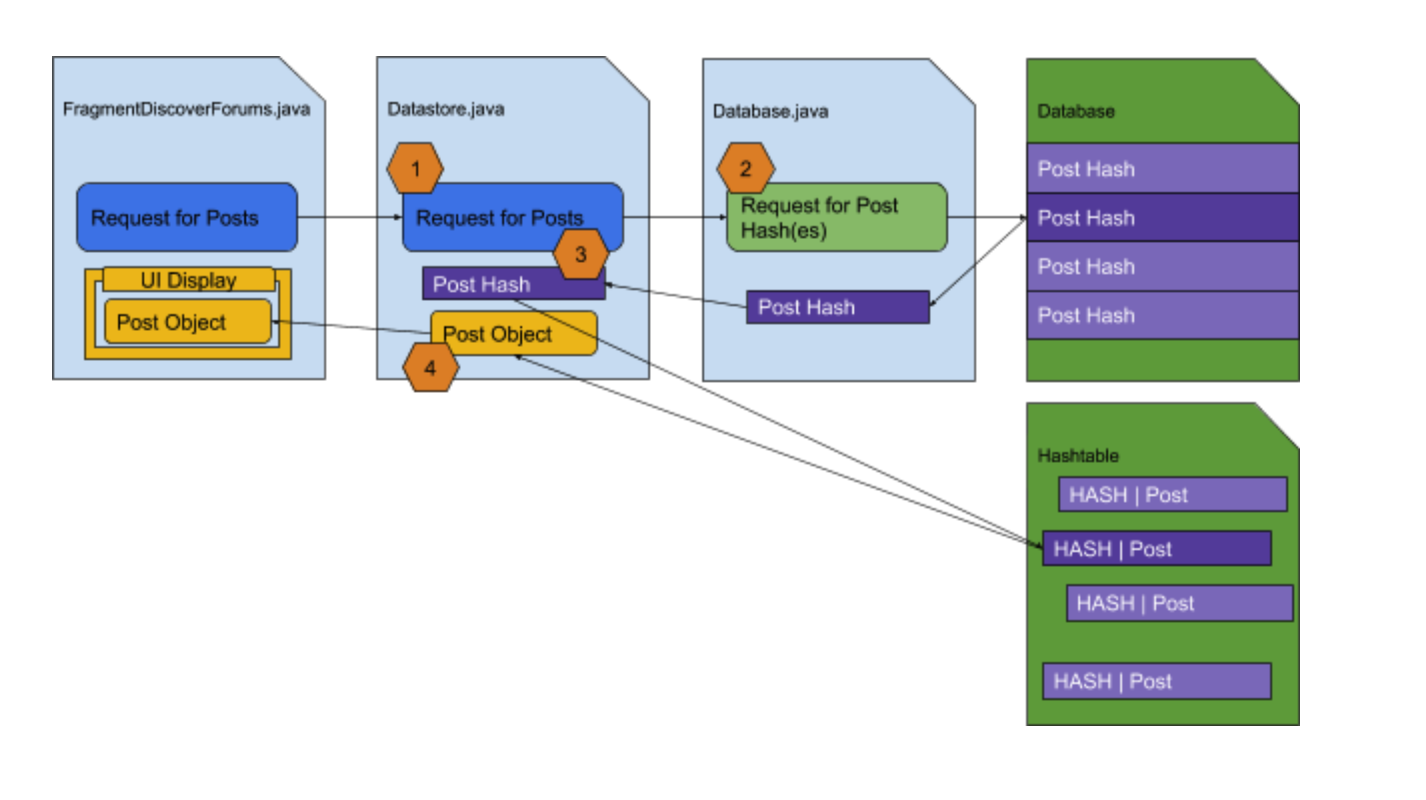 FragmentDiscoverForums.java
Request for Posts
UI Display
Post Object
Datastore.java
1
Request for Posts
3
Post Hash
Post Object
4
Database.java
2
Request for Post
Hash(es)
Post Hash
Database
Post Hash
Post Hash
Post Hash
Post Hash
Hashtable
HASH | Post
HASH | Post
HASH | Post
HASH | Post